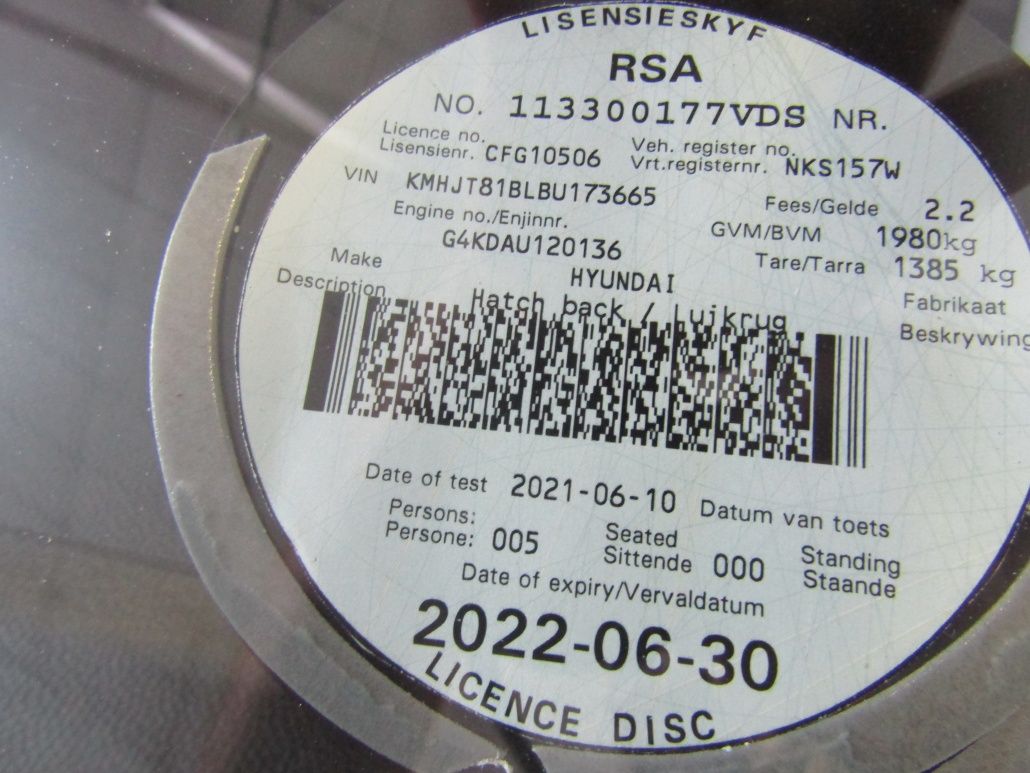 LISENSIESKYF
RSA
NO. 113300177VDS NR.
Licence no. Veh. register no.
Lisensienr. CFG10506 Vrt.registernr. NKS157W
VIN KMHJT81BLBU173665 Fees/Gelde 2.2
Engine no./Enjinnr. GVM/BVM 1980kg
G4KDAU120136 Tare/Tarra 1385 kg
Make HYUNDAI Fabrikaat
Description Hatch back / Luikrug Beskrywing
Date of test 2021-06-10 Datum van toets
Persons: Seated Standing
Persone: 005 Sittende 000 Staande
Date of expiry/Vervaldatum
2022-06-30
LICENCE DISC